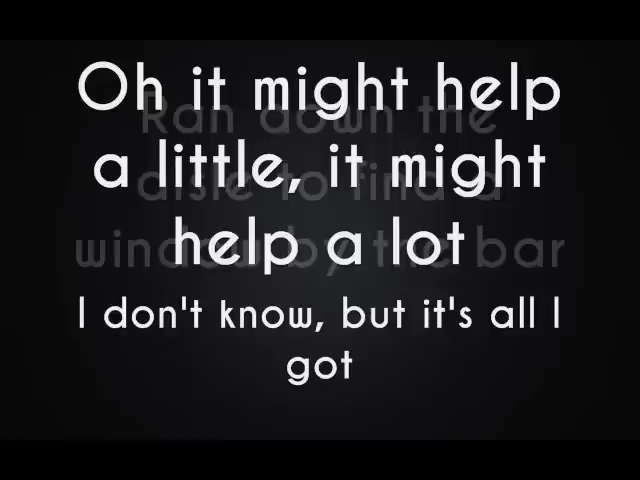 Oh it might help
a little, it might
help a lot
I don't know, but it's all I
got
Ran down the
aisle to find a
window by the bar